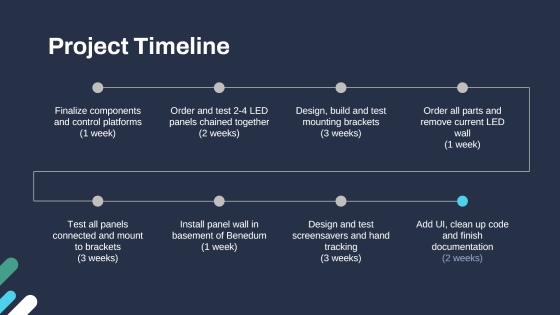 Project Timeline
Finalize components
and control platforms
(1 week)
Order and test 2-4 LED
panels chained together
(2 weeks)
Design, build and test
mounting brackets
(3 weeks)
Order all parts and
remove current LED
wall
(1 week)
Test all panels
connected and mount
to brackets
(3 weeks)
Install panel wall in
basement of Benedum
(1 week)
Design and test
screensavers and hand
tracking
(3 weeks)
Add UI, clean up code
and finish
documentation
(2 weeks)